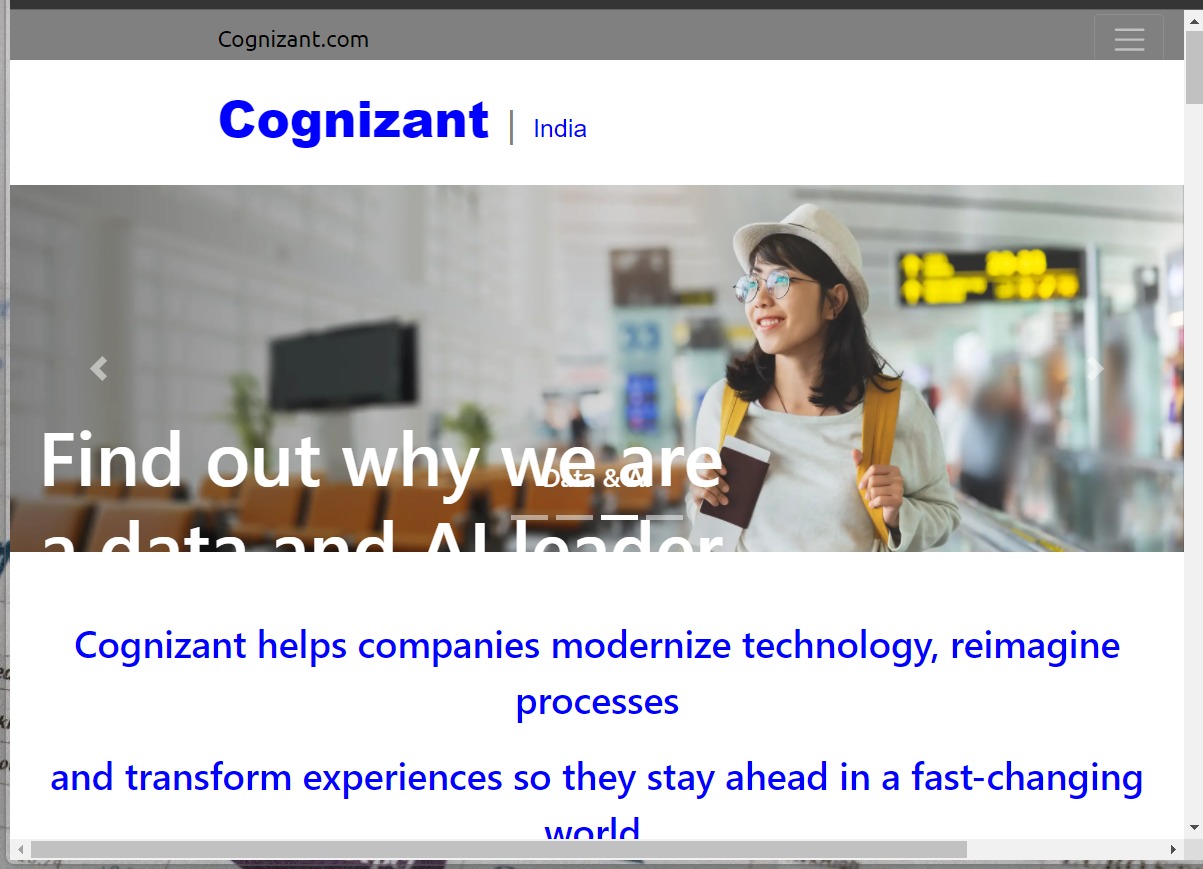 Cognizant.com
Cognizant | India
Find out why we are
Data & AI
a data and AI leader
Cognizant helps companies modernize technology, reimagine
processes
and transform experiences so they stay ahead in a fast-changing
world